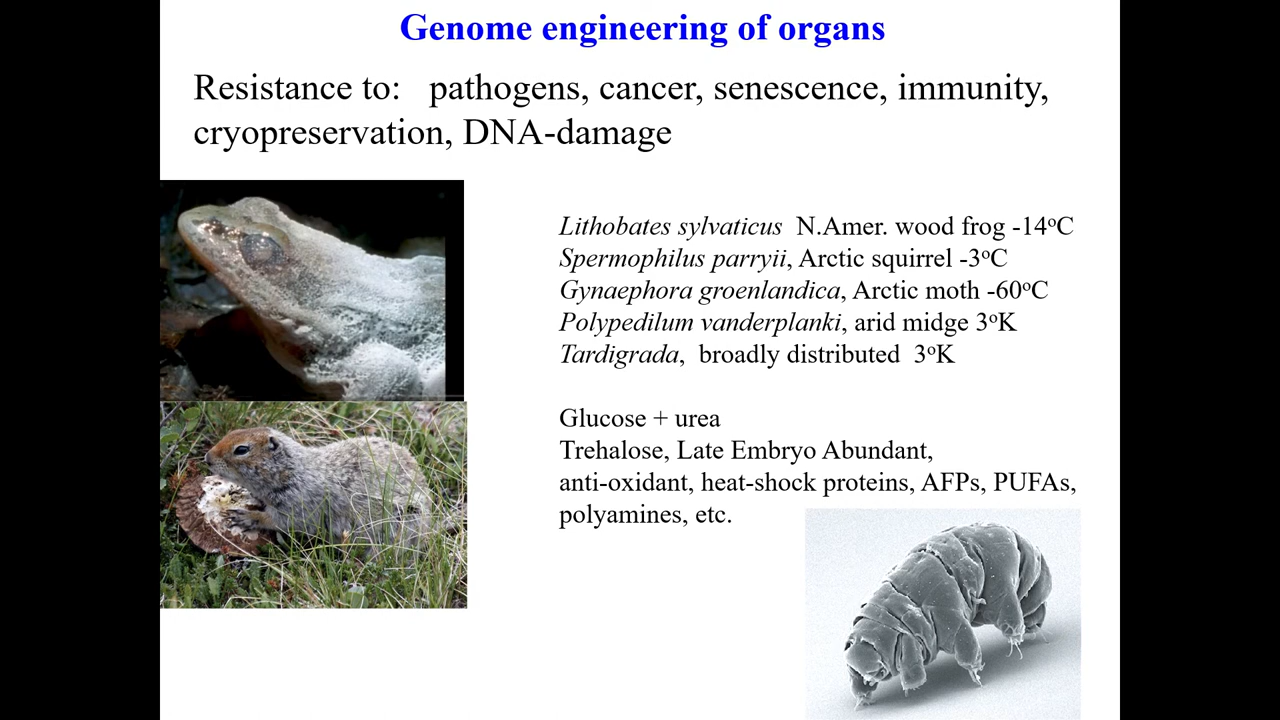 Genome engineering of organs
Resistance to: pathogens, cancer, senescence, immunity,
cryopreservation, DNA-damage
Lithobates sylvaticus N.Amer. wood frog -14ºC
Spermophilus parryii, Arctic squirrel -3ºC
Gynaephora groenlandica, Arctic moth -60ºC
Polypedilum vanderplanki, arid midge 3ºK
Tardigrada, broadly distributed 3ºK
Glucose + urea
Trehalose, Late Embryo Abundant,
anti-oxidant, heat-shock proteins, AFPs, PUFAs,
polyamines, etc.